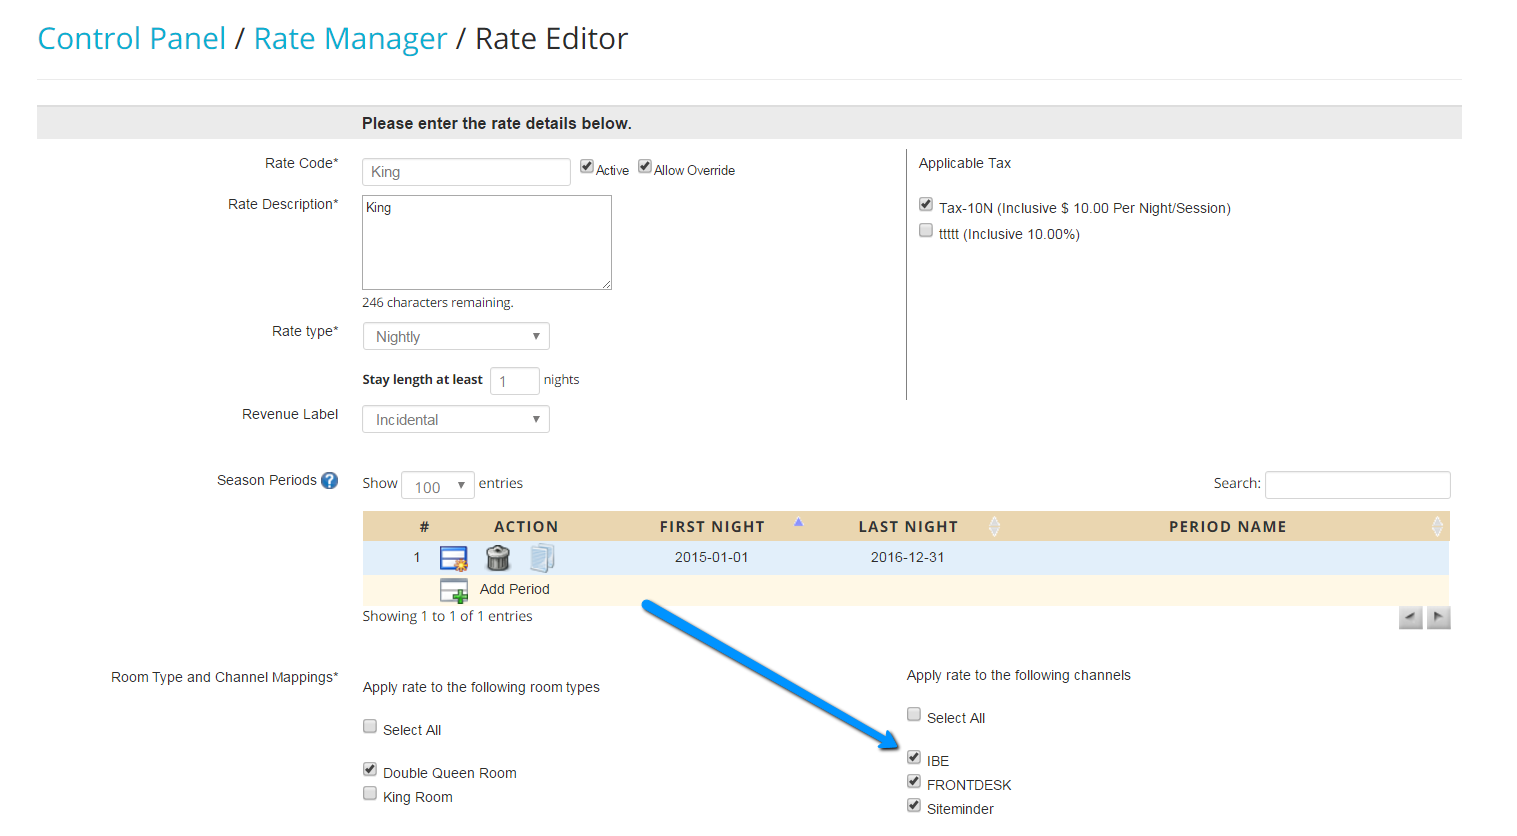 Control Panel / Rate Manager / Rate Editor
Please enter the rate details below.
Rate Code* King Active Allow Override
Applicable Tax
Rate Description* King
Tax-10N (Inclusive $ 10.00 Per Night/Session)
ttttt (Inclusive 10.00%)
246 characters remaining.
Rate type* Nightly
Stay length at least 1 nights
Revenue Label Incidental
Season Periods ? Show 100 entries Search:
# ACTION FIRST NIGHT LAST NIGHT PERIOD NAME
1 2015-01-01 2016-12-31
Add Period
Showing 1 to 1 of 1 entries
Room Type and Channel Mappings*
Apply rate to the following room types
Select All
Double Queen Room
King Room
Apply rate to the following channels
Select All
IBE
FRONTDESK
Siteminder